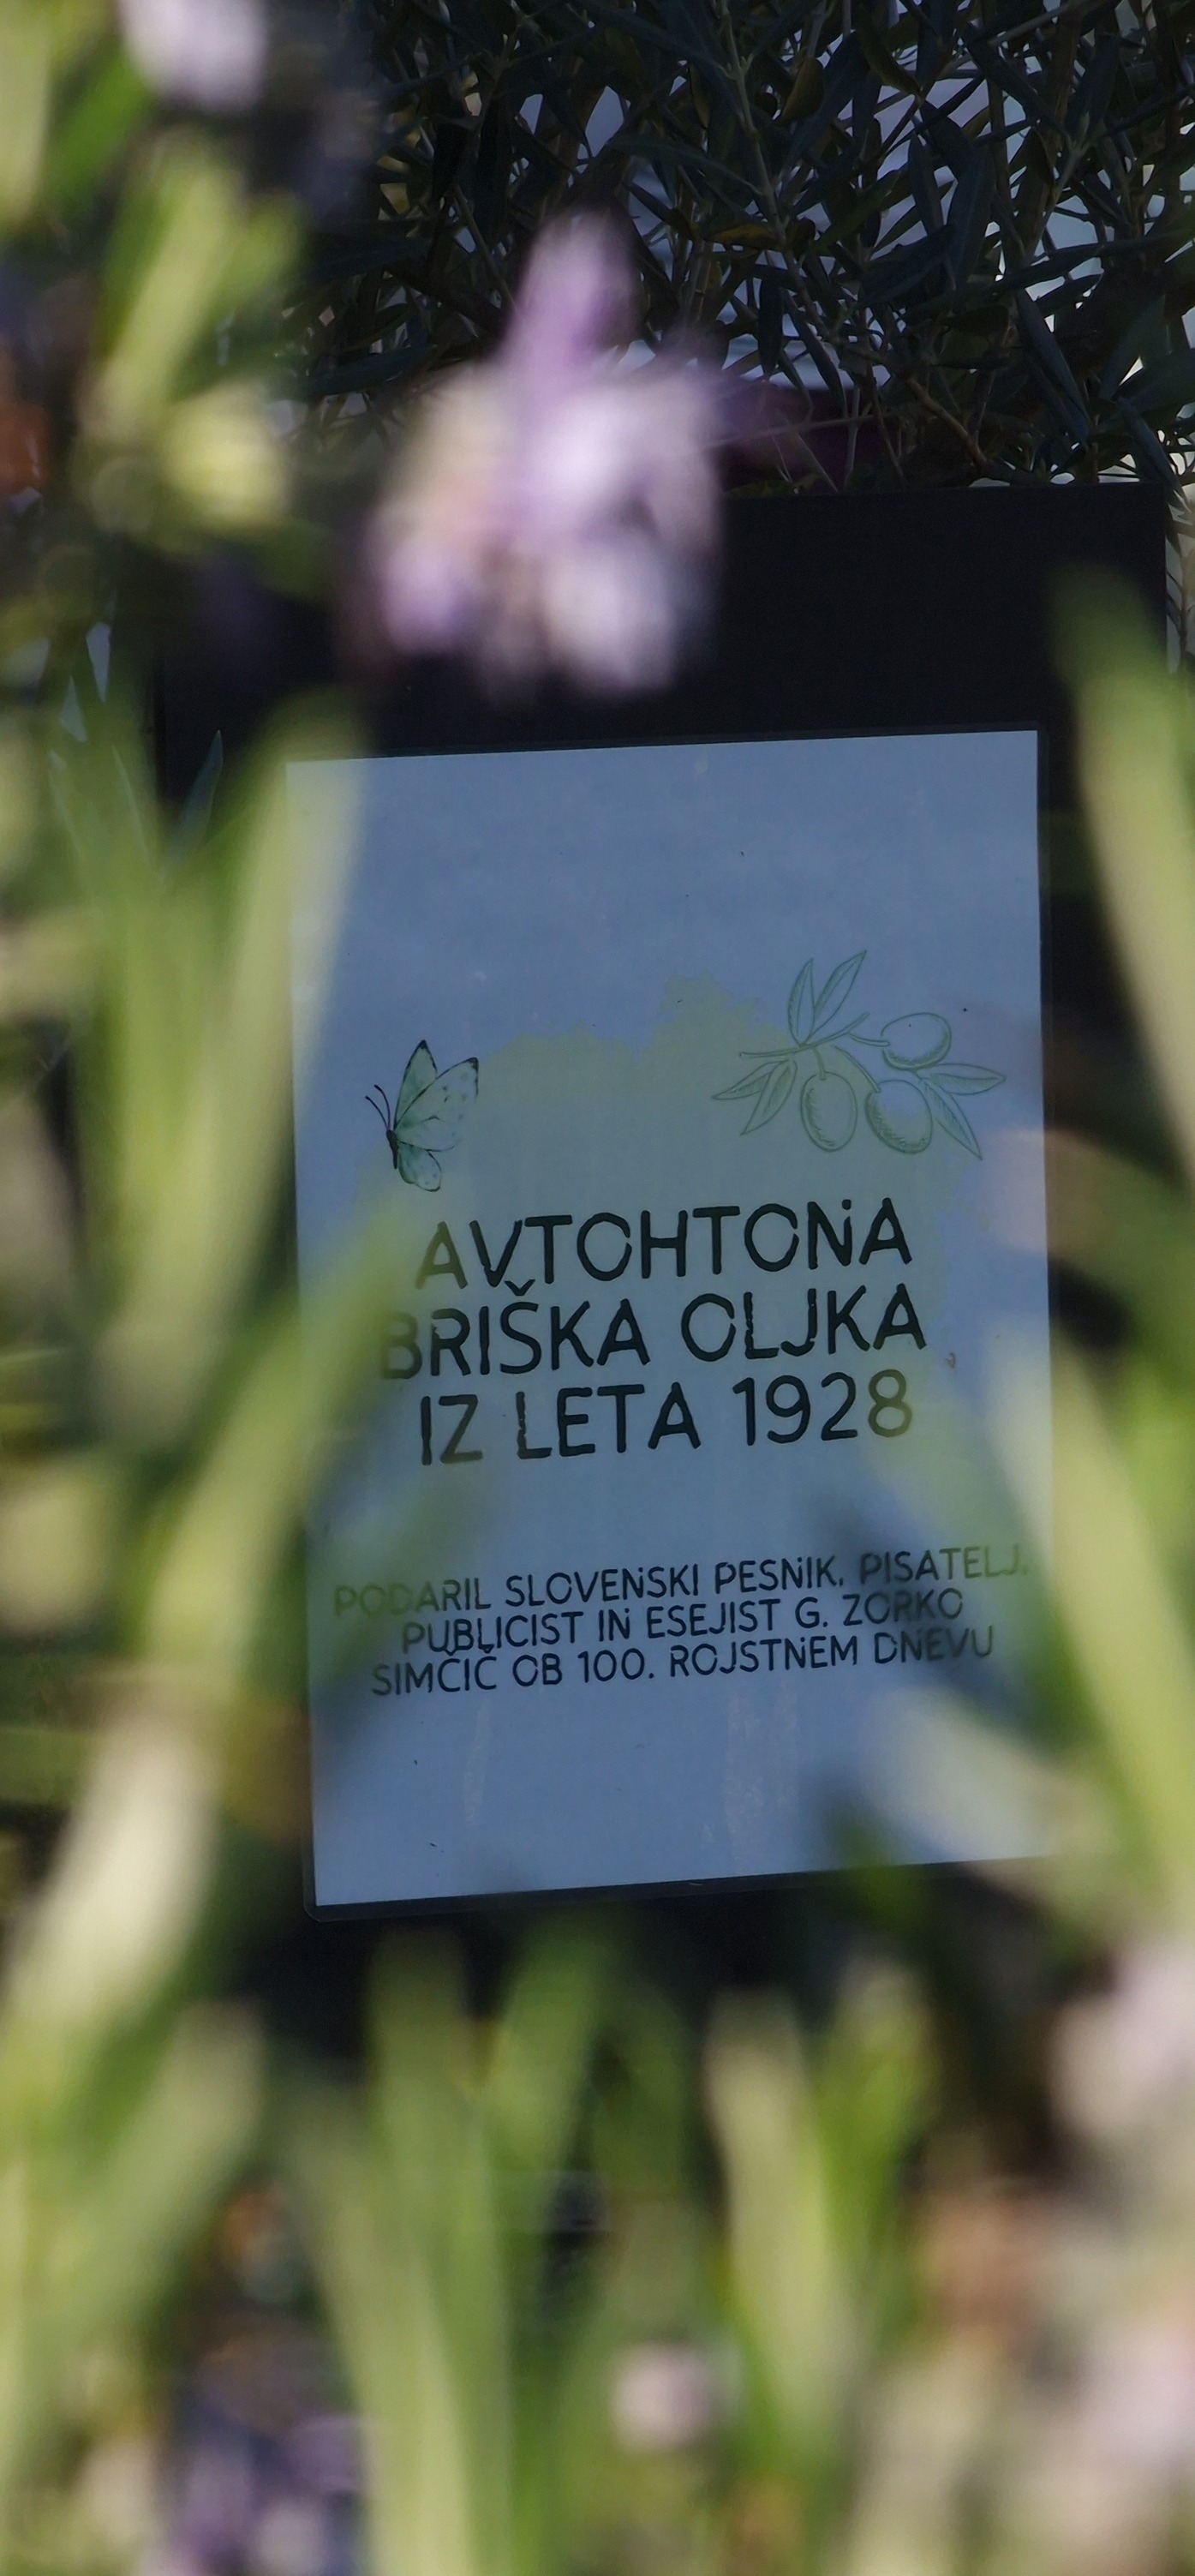 AVTOHTONA
BRIŠKA OLJKA
IZ LETA 1928
PODARIL SLOVENSKI PESNIK, PISATELJ,
PUBLICIST IN ESEJIST G. ZORKO
SIMČIČ OB 100. ROJSTNEM DNEVU